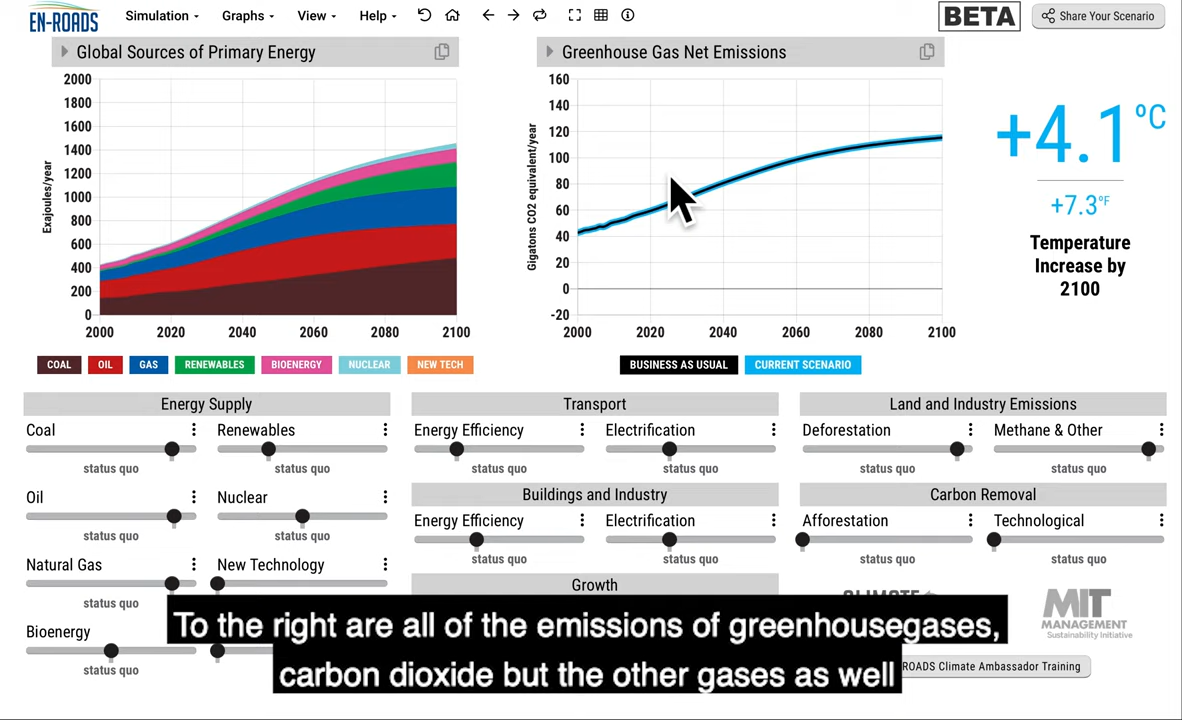 EN-ROADS
Simulation
Graphs
View
Help
BETA
Share Your Scenario
Global Sources of Primary Energy
Exajoules/year
2000
1800
1600
1400
1200
1000
800
600
400
200
0
2000 2020 2040 2060 2080 2100
COAL OIL GAS RENEWABLES BIOENERGY NUCLEAR NEW TECH
Greenhouse Gas Net Emissions
Gigatons CO2 equivalent/year
160
140
120
100
80
60
40
20
0
-20
2000 2020 2040 2060 2080 2100
BUSINESS AS USUAL CURRENT SCENARIO
+4.1°C
+7.3°F
Temperature
Increase by
2100
Energy Supply
Coal
status quo
Renewables
status quo
Oil
status quo
Nuclear
status quo
Natural Gas
status quo
New Technology
Bioenergy
status quo
Transport
Energy Efficiency
status quo
Electrification
status quo
Buildings and Industry
Energy Efficiency
status quo
Electrification
status quo
Growth
Land and Industry Emissions
Deforestation
status quo
Methane & Other
status quo
Carbon Removal
Afforestation
status quo
Technological
status quo
MIT
MANAGEMENT
Sustainability Initiative
ROADS Climate Ambassador Training
To the right are all of the emissions of greenhousegases,
carbon dioxide but the other gases as well